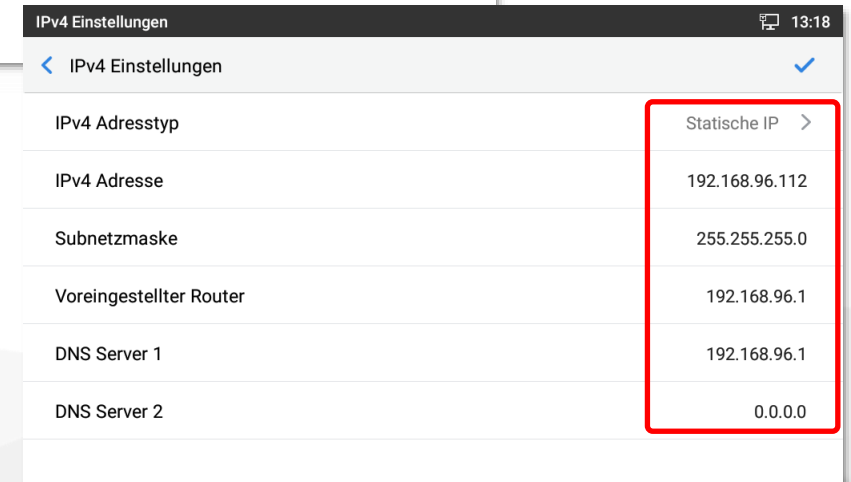 IPv4 Einstellungen 13:18
IPv4 Einstellungen
IPv4 Adresstyp Statische IP
IPv4 Adresse 192.168.96.112
Subnetzmaske 255.255.255.0
Voreingestellter Router 192.168.96.1
DNS Server 1 192.168.96.1
DNS Server 2 0.0.0.0